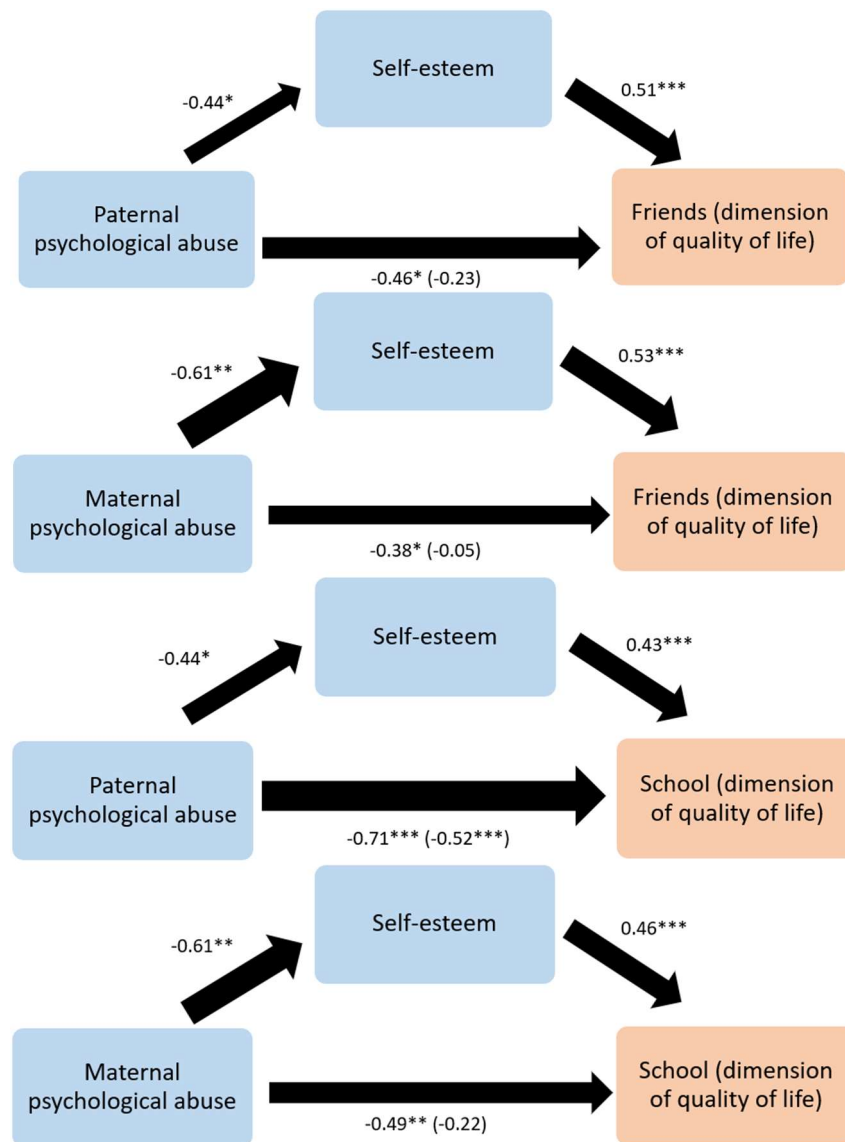 Self-esteem
-0.44*
0.51***
Paternal
psychological abuse
Friends (dimension
of quality of life)
-0.46* (-0.23)
Self-esteem
-0.61**
0.53***
Maternal
psychological abuse
Friends (dimension
of quality of life)
-0.38* (-0.05)
Self-esteem
-0.44*
0.43***
Paternal
psychological abuse
School (dimension
of quality of life)
-0.71*** (-0.52***)
Self-esteem
-0.61**
0.46***
Maternal
psychological abuse
School (dimension
of quality of life)
-0.49** (-0.22)